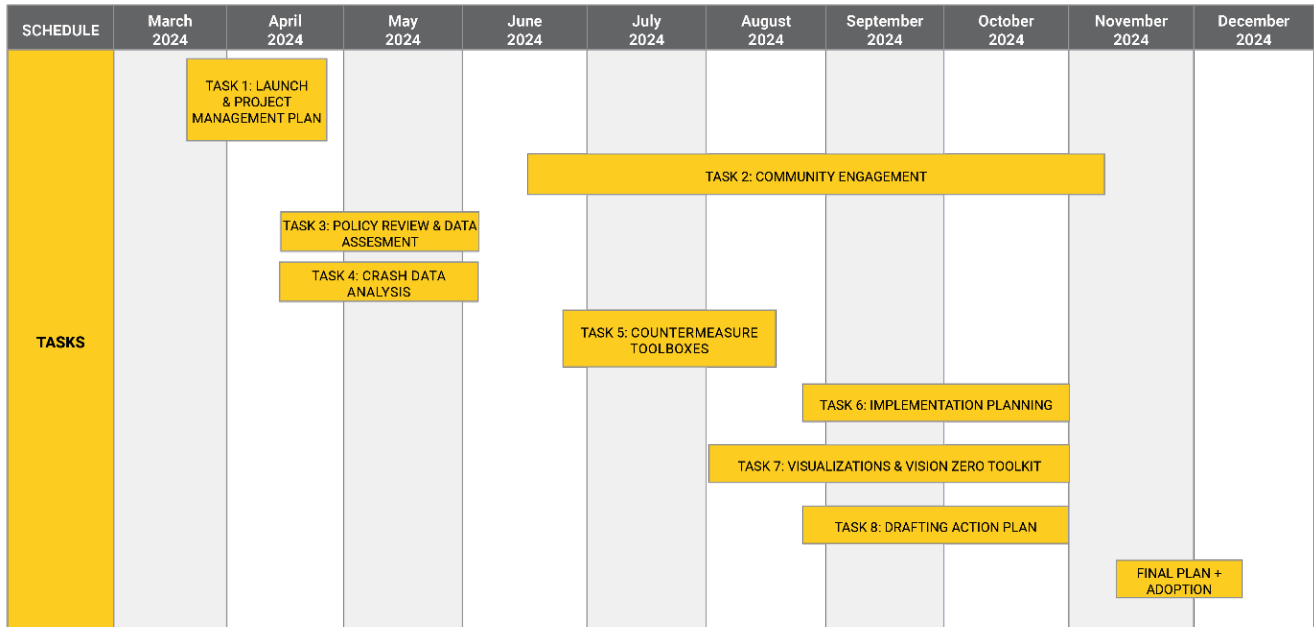 SCHEDULE
March
2024
April
2024
May
2024
June
2024
July
2024
August
2024
September
2024
October
2024
November
2024
December
2024
TASKS
TASK 1: LAUNCH
& PROJECT
MANAGEMENT PLAN
TASK 2: COMMUNITY ENGAGEMENT
TASK 3: POLICY REVIEW & DATA
ASSESMENT
TASK 4: CRASH DATA
ANALYSIS
TASK 5: COUNTERMEASURE
TOOLBOXES
TASK 6: IMPLEMENTATION PLANNING
TASK 7: VISUALIZATIONS & VISION ZERO TOOLKIT
TASK 8: DRAFTING ACTION PLAN
FINAL PLAN +
ADOPTION